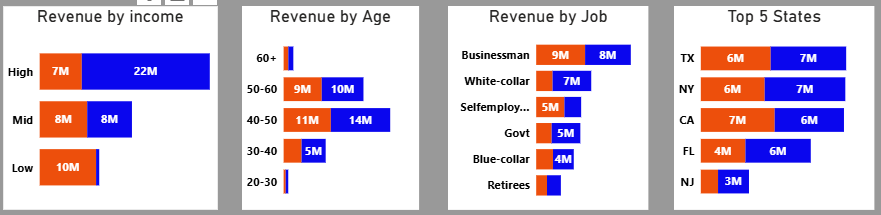 Revenue by income
High 7M 22M
Mid 8M 8M
Low 10M
Revenue by Age
60+
50-60 9M 10M
40-50 11M 14M
30-40 5M
20-30
Revenue by Job
Businessman 9M 8M
White-collar 7M
Selfemploy... 5M
Govt 5M
Blue-collar 4M
Retirees
Top 5 States
TX 6M 7M
NY 6M 7M
CA 7M 6M
FL 4M 6M
NJ 3M